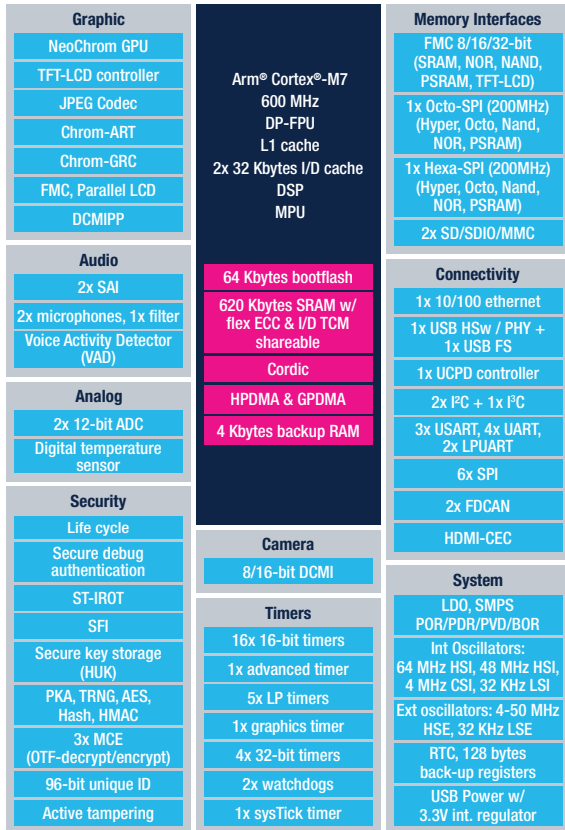 Graphic
NeoChrom GPU
TFT-LCD controller
JPEG Codec
Chrom-ART
Chrom-GRC
FMC, Parallel LCD
DCMIPP
Audio
2x SAI
2x microphones, 1x filter
Voice Activity Detector
(VAD)
Analog
2x 12-bit ADC
Digital temperature
sensor
Security
Life cycle
Secure debug
authentication
ST-IROT
SFI
Secure key storage
(HUK)
PKA, TRNG, AES,
Hash, HMAC
3x MCE
(OTF-decrypt/encrypt)
96-bit unique ID
Active tampering
Arm® Cortex®-M7
600 MHz
DP-FPU
L1 cache
2x 32 Kbytes I/D cache
DSP
MPU
64 Kbytes bootflash
620 Kbytes SRAM w/
flex ECC & I/D TCM
shareable
Cordic
HPDMA & GPDMA
4 Kbytes backup RAM
Camera
8/16-bit DCMI
Timers
16x 16-bit timers
1x advanced timer
5x LP timers
1x graphics timer
4x 32-bit timers
2x watchdogs
1x sysTick timer
Memory Interfaces
FMC 8/16/32-bit
(SRAM, NOR, NAND,
PSRAM, TFT-LCD)
1x Octo-SPI (200MHz)
(Hyper, Octo, Nand,
NOR, PSRAM)
1x Hexa-SPI (200MHz)
(Hyper, Octo, Nand,
NOR, PSRAM)
2x SD/SDIO/MMC
Connectivity
1x 10/100 ethernet
1x USB HSw / PHY +
1x USB FS
1x UCPD controller
2x I²C + 1x I³C
3x USART, 4x UART,
2x LPUART
6x SPI
2x FDCAN
HDMI-CEC
System
LDO, SMPS
POR/PDR/PVD/BOR
Int Oscillators:
64 MHz HSI, 48 MHz HSI,
4 MHz CSI, 32 KHz LSI
Ext oscillators: 4-50 MHz
HSE, 32 KHz LSE
RTC, 128 bytes
back-up registers
USB Power w/
3.3V int. regulator